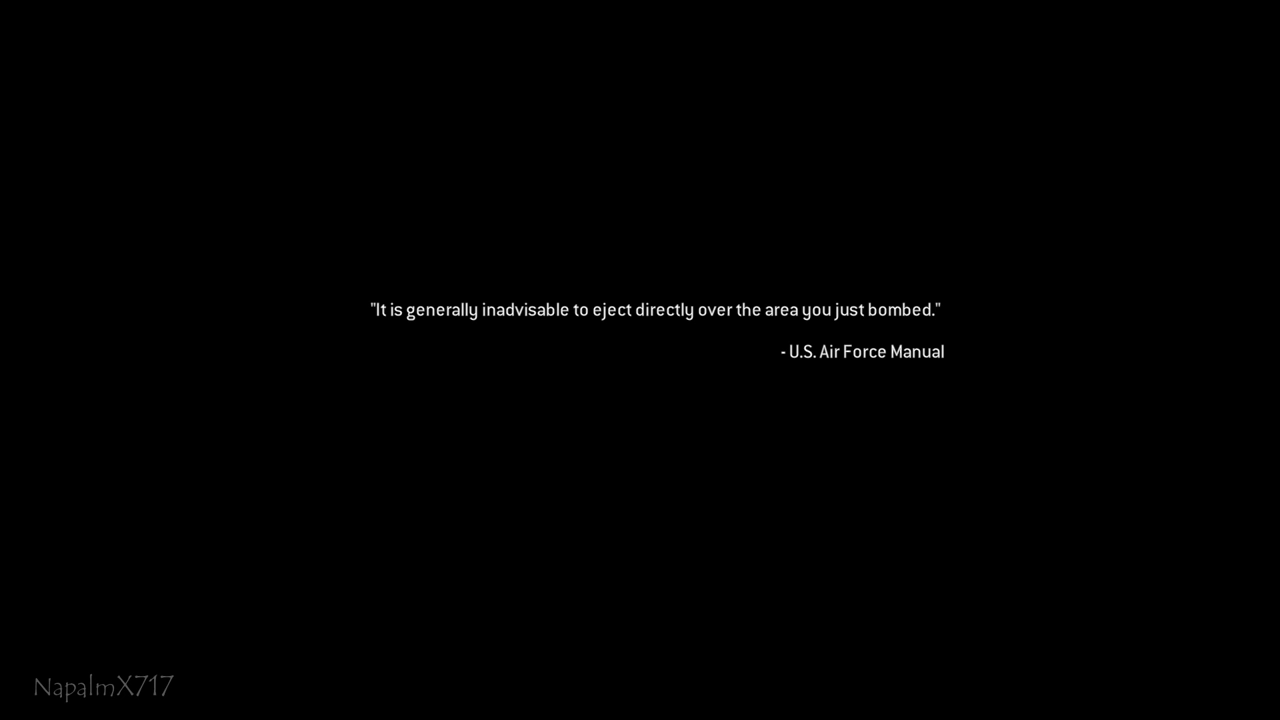 "It is generally inadvisable to eject directly over the area you just bombed."
- U.S. Air Force Manual
NapalmX717